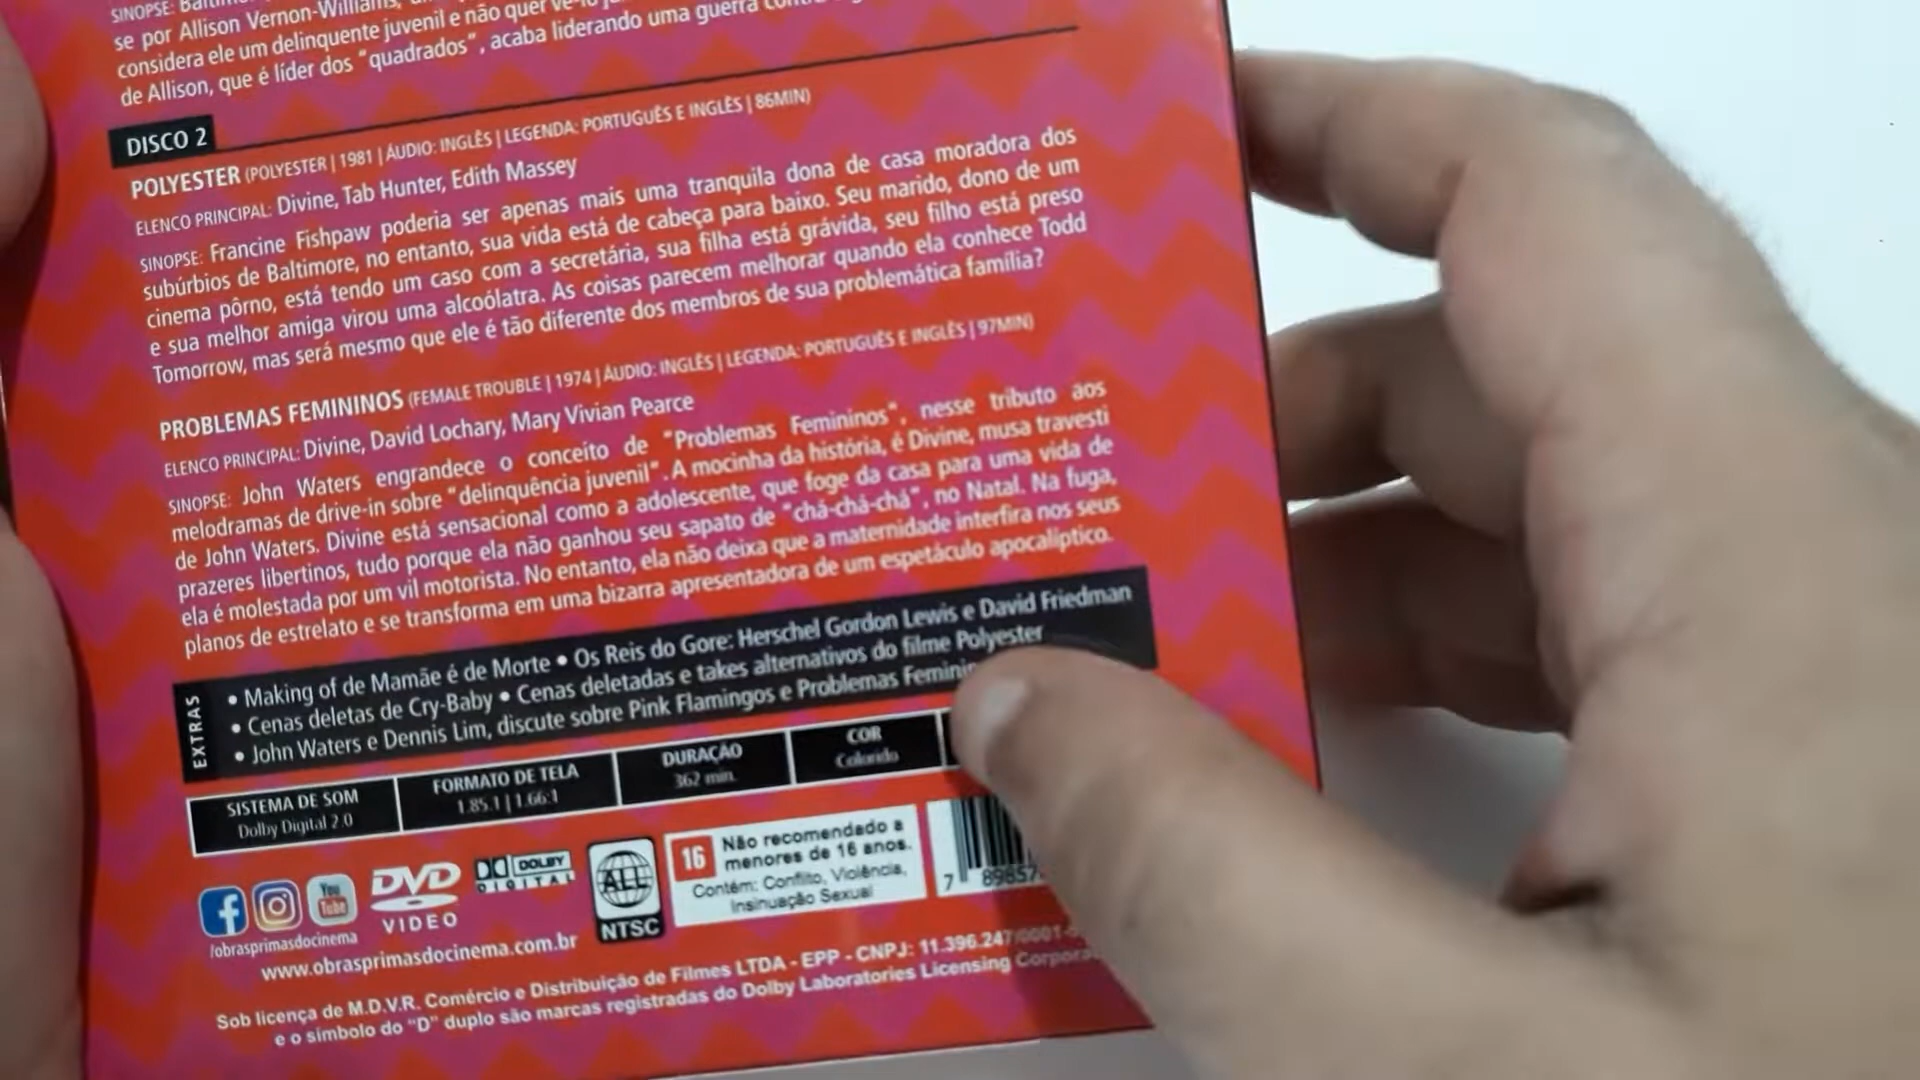 SINOPSE:
se por Allison Vernon-Williams,
considera ele um delinquente juvenil e não quer
de Allison, que é líder dos "quadrados", acaba liderando uma guerra
DISCO 2
POLYESTER (POLYESTER | 1981 | ÁUDIO: INGLÊS | LEGENDA: PORTUGUÊS E INGLÊS | 86MIN)
ELENCO PRINCIPAL: Divine, Tab Hunter, Edith Massey
SINOPSE: Francine Fishpaw poderia ser apenas mais uma tranquila dona de casa moradora dos
subúrbios de Baltimore, no entanto, sua vida está de cabeça para baixo. Seu marido, dono de um
cinema pôrno, está tendo um caso com a secretária, sua filha está grávida, seu filho está preso
e sua melhor amiga virou uma alcoólatra. As coisas parecem melhorar quando ela conhece Todd
Tomorrow, mas será mesmo que ele é tão diferente dos membros de sua problemática família?
PROBLEMAS FEMININOS (FEMALE TROUBLE | 1974 | ÁUDIO: INGLÊS | LEGENDA: PORTUGUÊS E INGLÊS | 97MIN)
ELENCO PRINCIPAL: Divine, David Lochary, Mary Vivian Pearce
SINOPSE: John Waters engrandece o conceito de "Problemas Femininos", nesse tributo aos
melodramas de drive-in sobre "delinquência juvenil". A mocinha da história, é Divine, musa travesti
de John Waters. Divine está sensacional como a adolescente, que foge da casa para uma vida de
prazeres libertinos, tudo porque ela não ganhou seu sapato de "chá-chá-chá", no Natal. Na fuga,
ela é molestada por um vil motorista. No entanto, ela não deixa que a maternidade interfira nos seus
planos de estrelato e se transforma em uma bizarra apresentadora de um espetáculo apocalíptico.
EXTRAS
• Making of de Mamãe é de Morte • Os Reis do Gore: Herschel Gordon Lewis e David Friedman
• Cenas deletas de Cry-Baby • Cenas deletadas e takes alternativos do filme Polyester
• John Waters e Dennis Lim, discute sobre Pink Flamingos e Problemas
SISTEMA DE SOM
Dolby Digital 2.0
FORMATO DE TELA
1.85.1 | 1.66:1
DURAÇÃO
362 min.
COR
Colorido
You
Tube
/obrasprimasdocinema
DVD
VIDEO
DOLBY
DIGITAL
ALL
NTSC
16
Não recomendado a
menores de 16 anos.
Contém: Conflito, Violência,
Insinuação Sexual
7 89857
www.obrasprimasdocinema.com.br
Sob licença de M.D.V.R. Comércio e Distribuição de Filmes LTDA - EPP - CNPJ: 11.396.247/0001-
e o símbolo do "D" duplo são marcas registradas do Dolby Laboratories Licensing